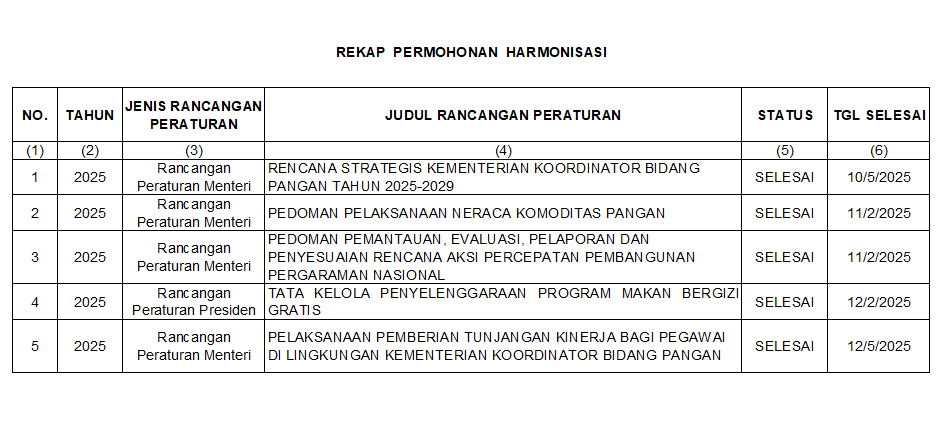 REKAP PERMOHONAN HARMONISASI
NO. TAHUN JENIS RANCANGAN PERATURAN JUDUL RANCANGAN PERATURAN STATUS TGL SELESAI
(1) (2) (3) (4) (5) (6)
1 2025 Rancangan Peraturan Menteri RENCANA STRATEGIS KEMENTERIAN KOORDINATOR BIDANG PANGAN TAHUN 2025-2029 SELESAI 10/5/2025
2 2025 Rancangan Peraturan Menteri PEDOMAN PELAKSANAAN NERACA KOMODITAS PANGAN SELESAI 11/2/2025
3 2025 Rancangan Peraturan Menteri PEDOMAN PEMANTAUAN, EVALUASI, PELAPORAN DAN PENYESUAIAN RENCANA AKSI PERCEPATAN PEMBANGUNAN PERGARAMAN NASIONAL SELESAI 11/2/2025
4 2025 Rancangan Peraturan Presiden TATA KELOLA PENYELENGGARAAN PROGRAM MAKAN BERGIZI GRATIS SELESAI 12/2/2025
5 2025 Rancangan Peraturan Menteri PELAKSANAAN PEMBERIAN TUNJANGAN KINERJA BAGI PEGAWAI DI LINGKUNGAN KEMENTERIAN KOORDINATOR BIDANG PANGAN SELESAI 12/5/2025